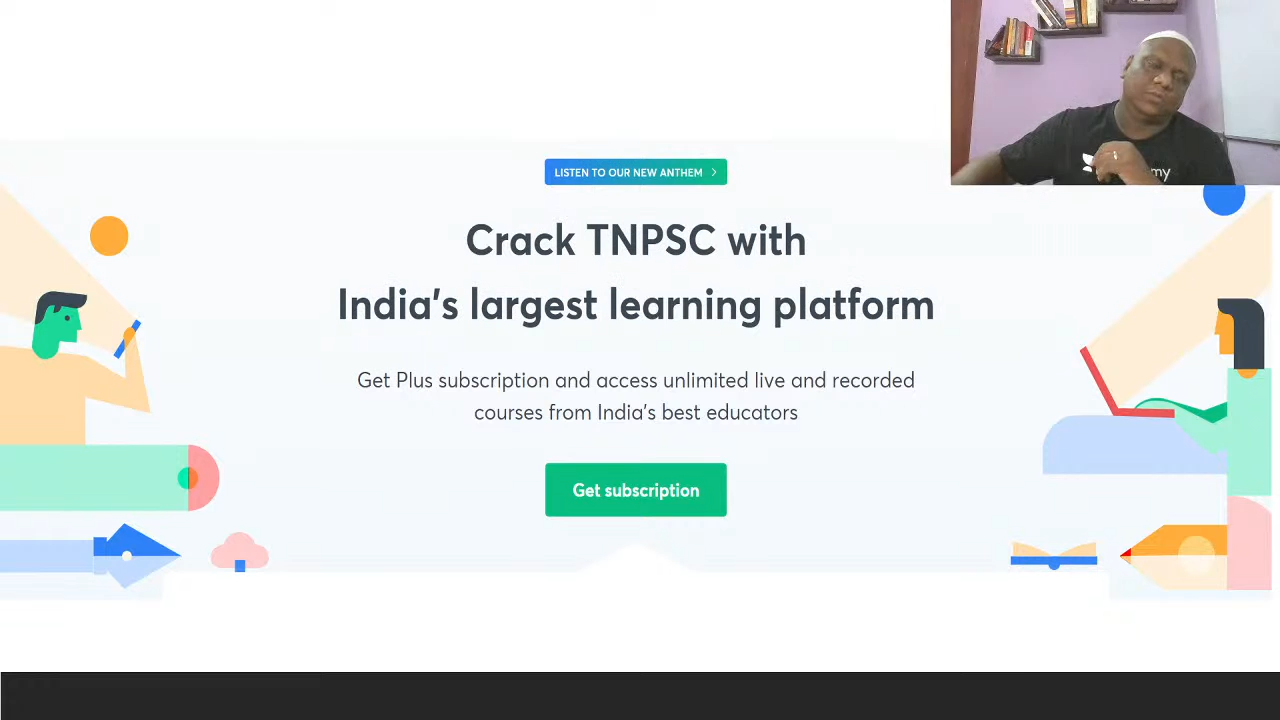 LISTEN TO OUR NEW ANTHEM
Crack TNPSC with
India's largest learning platform
Get Plus subscription and access unlimited live and recorded
courses from India's best educators
Get subscription
my